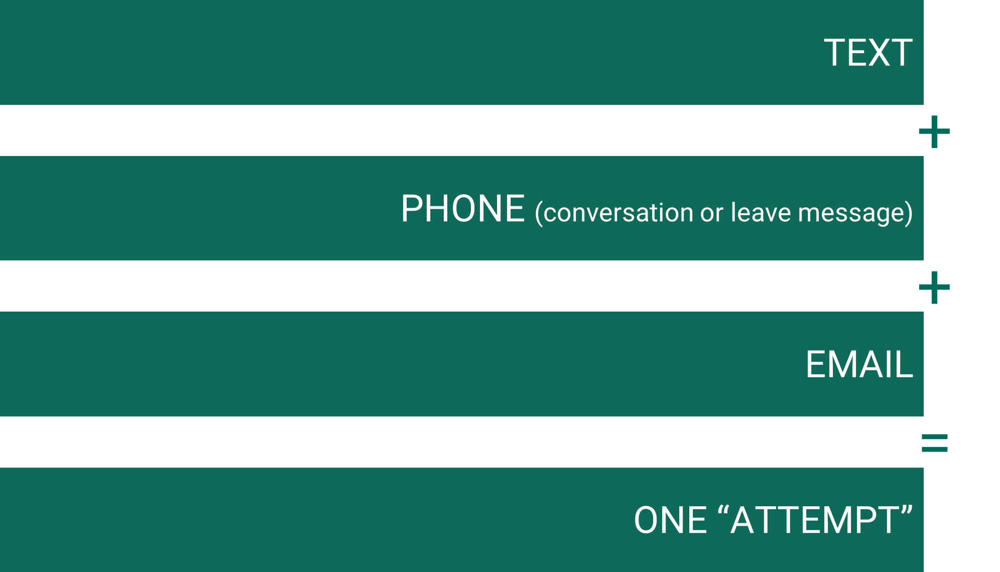 TEXT
+
PHONE (conversation or leave message)
+
EMAIL
=
ONE “ATTEMPT”